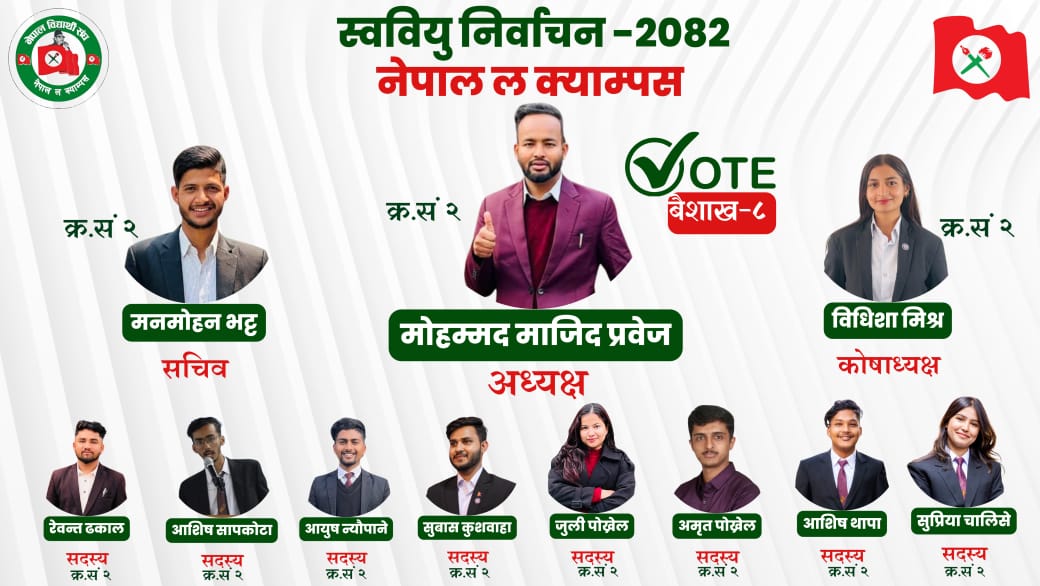 स्ववियु निर्वाचन -2082
नेपाल ल क्याम्पस
नेपाल विद्यार्थी संघ
नेपाल ल क्याम्पस
VOTE
बैशाख-८
क्र.सं २
क्र.सं २
क्र.सं २
मनमोहन भट्ट
सचिव
मोहम्मद माजिद प्रवेज
अध्यक्ष
विधिशा मिश्र
कोषाध्यक्ष
रेवन्त ढकाल
सदस्य
क्र.सं २
आशिष सापकोटा
सदस्य
क्र.सं २
आयुष न्यौपाने
सदस्य
क्र.सं २
सुबास कुशवाहा
सदस्य
क्र.सं २
जुली पोख्रेल
सदस्य
क्र.सं २
अमृत पोख्रेल
सदस्य
क्र.सं २
आशिष थापा
सदस्य
क्र.सं २
सुप्रिया चालिसे
सदस्य
क्र.सं २